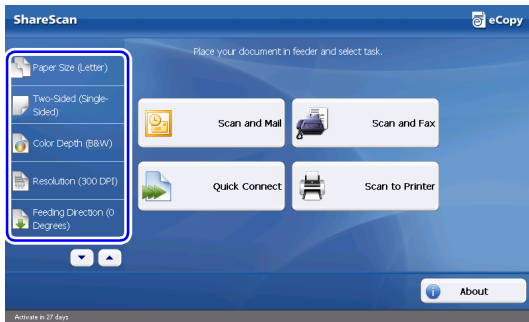 ShareScan
eCopy
Place your document in feeder and select task.
Paper Size (Letter)
Two-Sided (Single-
Sided)
Color Depth (B&W)
Resolution (300 DPI)
Feeding Direction (0
Degrees)
Scan and Mail
Scan and Fax
Quick Connect
Scan to Printer
About
Activate in 27 days